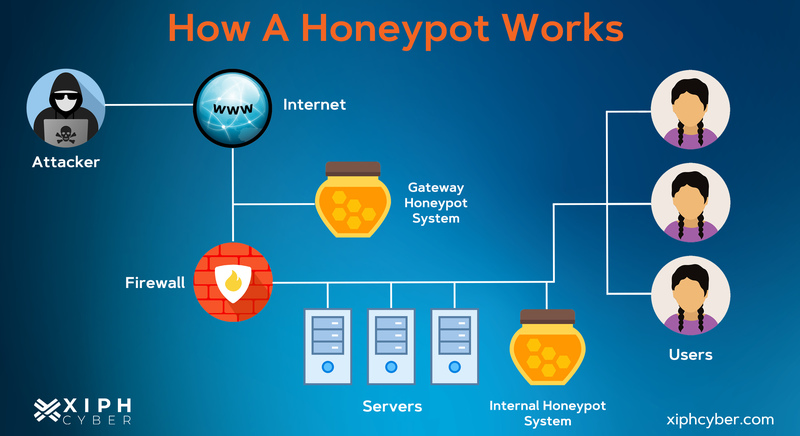 How A Honeypot Works
www
Internet
Attacker
Gateway
Honeypot
System
Firewall
Users
Servers
Internal Honeypot
System
XIPH
CYBER
xiphcyber.com